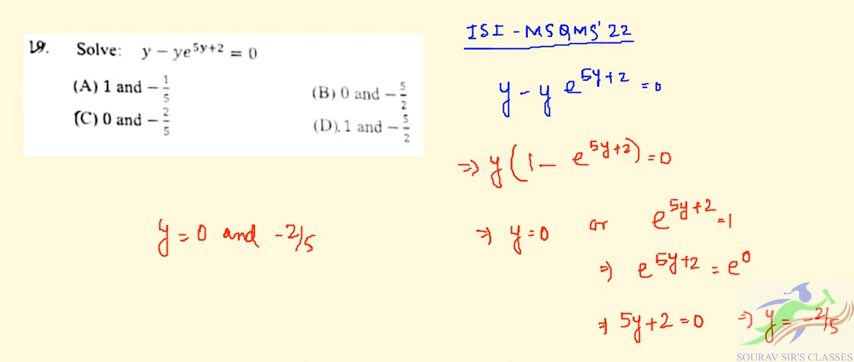 19. Solve: y − ye^{5y+2} = 0
(A) 1 and −1/5
(B) 0 and −5/2
(C) 0 and −2/5
(D). 1 and −5/2
y = 0 and -2/5
ISI - MSQMS'22
y - y e^{5y+2} = 0
⇒ y(1 - e^{5y+2}) = 0
⇒ y = 0 or e^{5y+2} = 1
⇒ e^{5y+2} = e^0
⇒ 5y+2 = 0 ⇒ y = -2/5
SOURAV SIR'S CLASSES